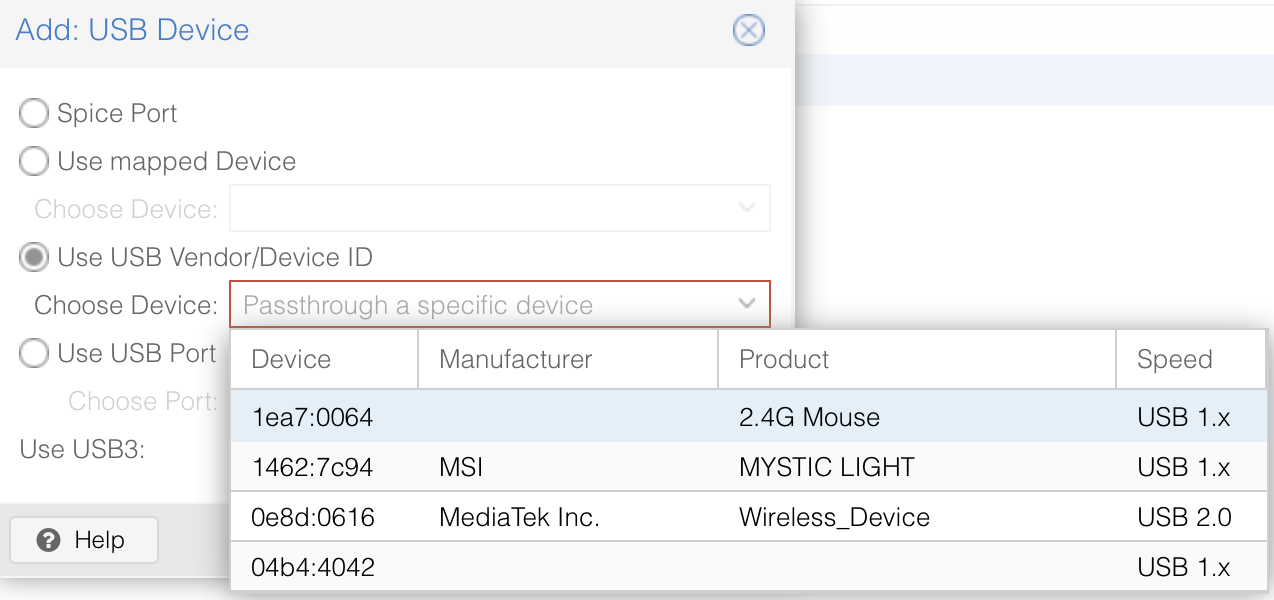 Add: USB Device
Spice Port
Use mapped Device
Choose Device:
Use USB Vendor/Device ID
Choose Device: Passthrough a specific device
Use USB Port
Choose Port:
Use USB3:
Help
Device Manufacturer Product Speed
1ea7:0064 2.4G Mouse USB 1.x
1462:7c94 MSI MYSTIC LIGHT USB 1.x
0e8d:0616 MediaTek Inc. Wireless_Device USB 2.0
04b4:4042 USB 1.x